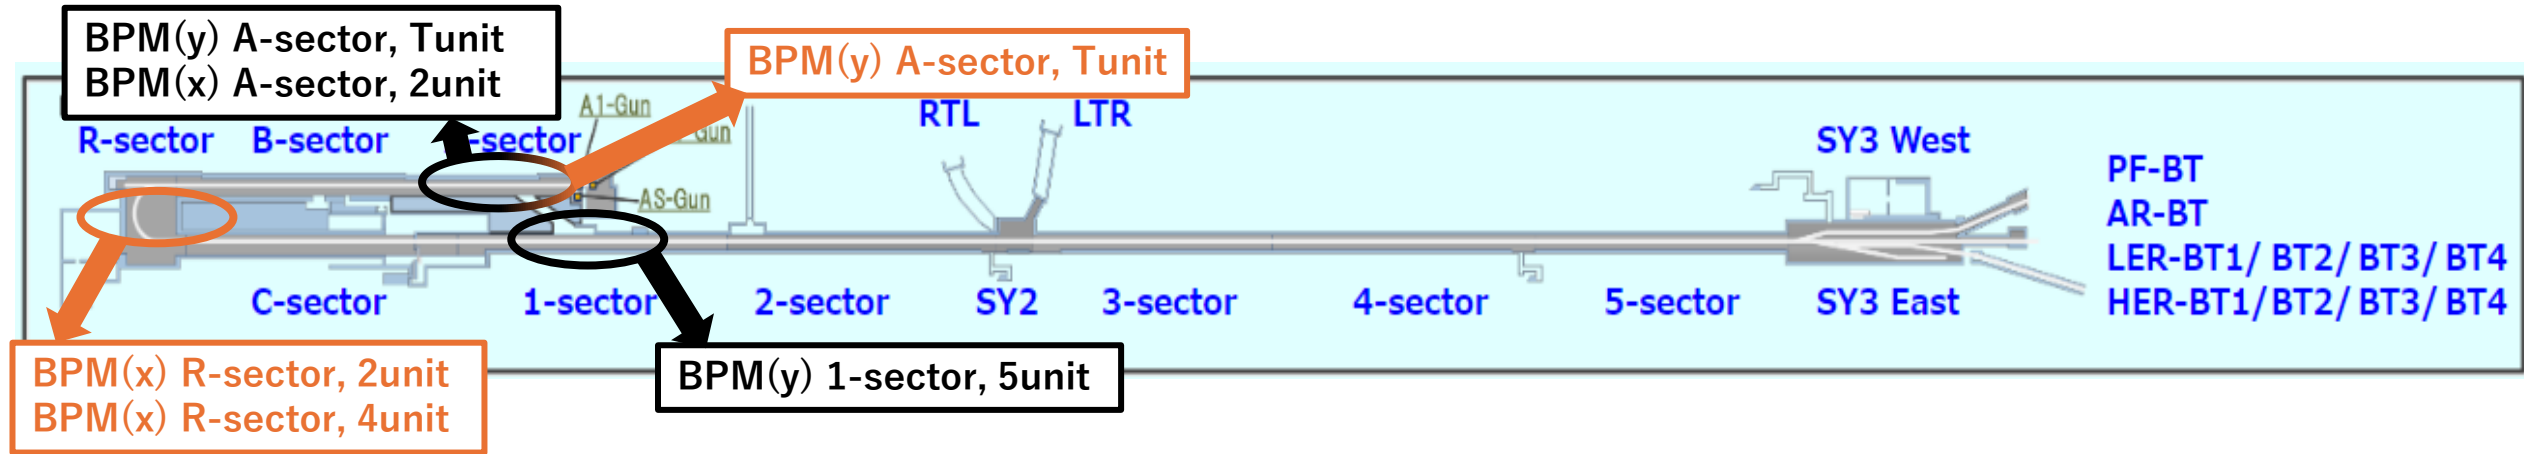 BPM(y) A-sector, Tunit
BPM(x) A-sector, 2unit
BPM(y) A-sector, Tunit
A1-Gun
Gun
AS-Gun
R-sector
B-sector
-sector
RTL
LTR
SY3 West
PF-BT
AR-BT
LER-BT1/ BT2/ BT3/ BT4
HER-BT1/ BT2/ BT3/ BT4
C-sector
1-sector
2-sector
SY2
3-sector
4-sector
5-sector
SY3 East
BPM(x) R-sector, 2unit
BPM(x) R-sector, 4unit
BPM(y) 1-sector, 5unit